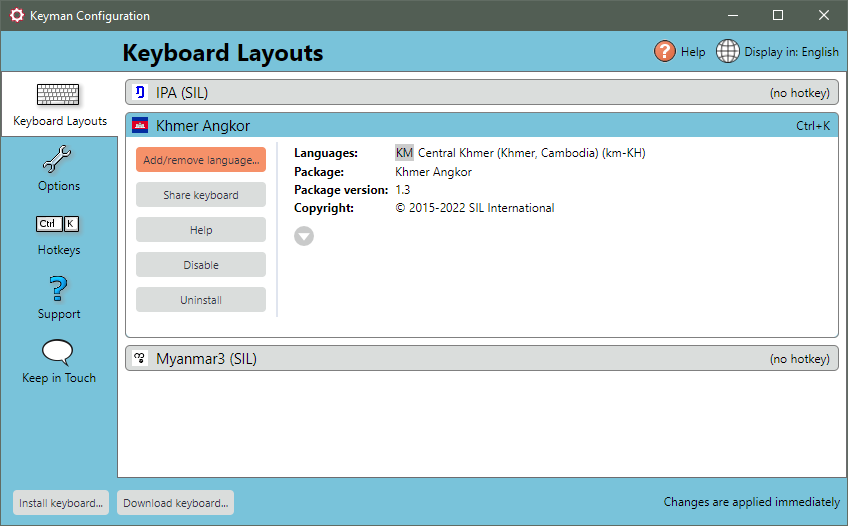 Keyman Configuration
Keyboard Layouts
Help
Display in: English
Keyboard Layouts
Options
Ctrl K
Hotkeys
Support
Keep in Touch
IPA (SIL) (no hotkey)
Khmer Angkor Ctrl+K
Add/remove language...
Share keyboard
Help
Disable
Uninstall
Languages: KM Central Khmer (Khmer, Cambodia) (km-KH)
Package: Khmer Angkor
Package version: 1.3
Copyright: © 2015-2022 SIL International
Myanmar3 (SIL) (no hotkey)
Install keyboard...
Download keyboard...
Changes are applied immediately